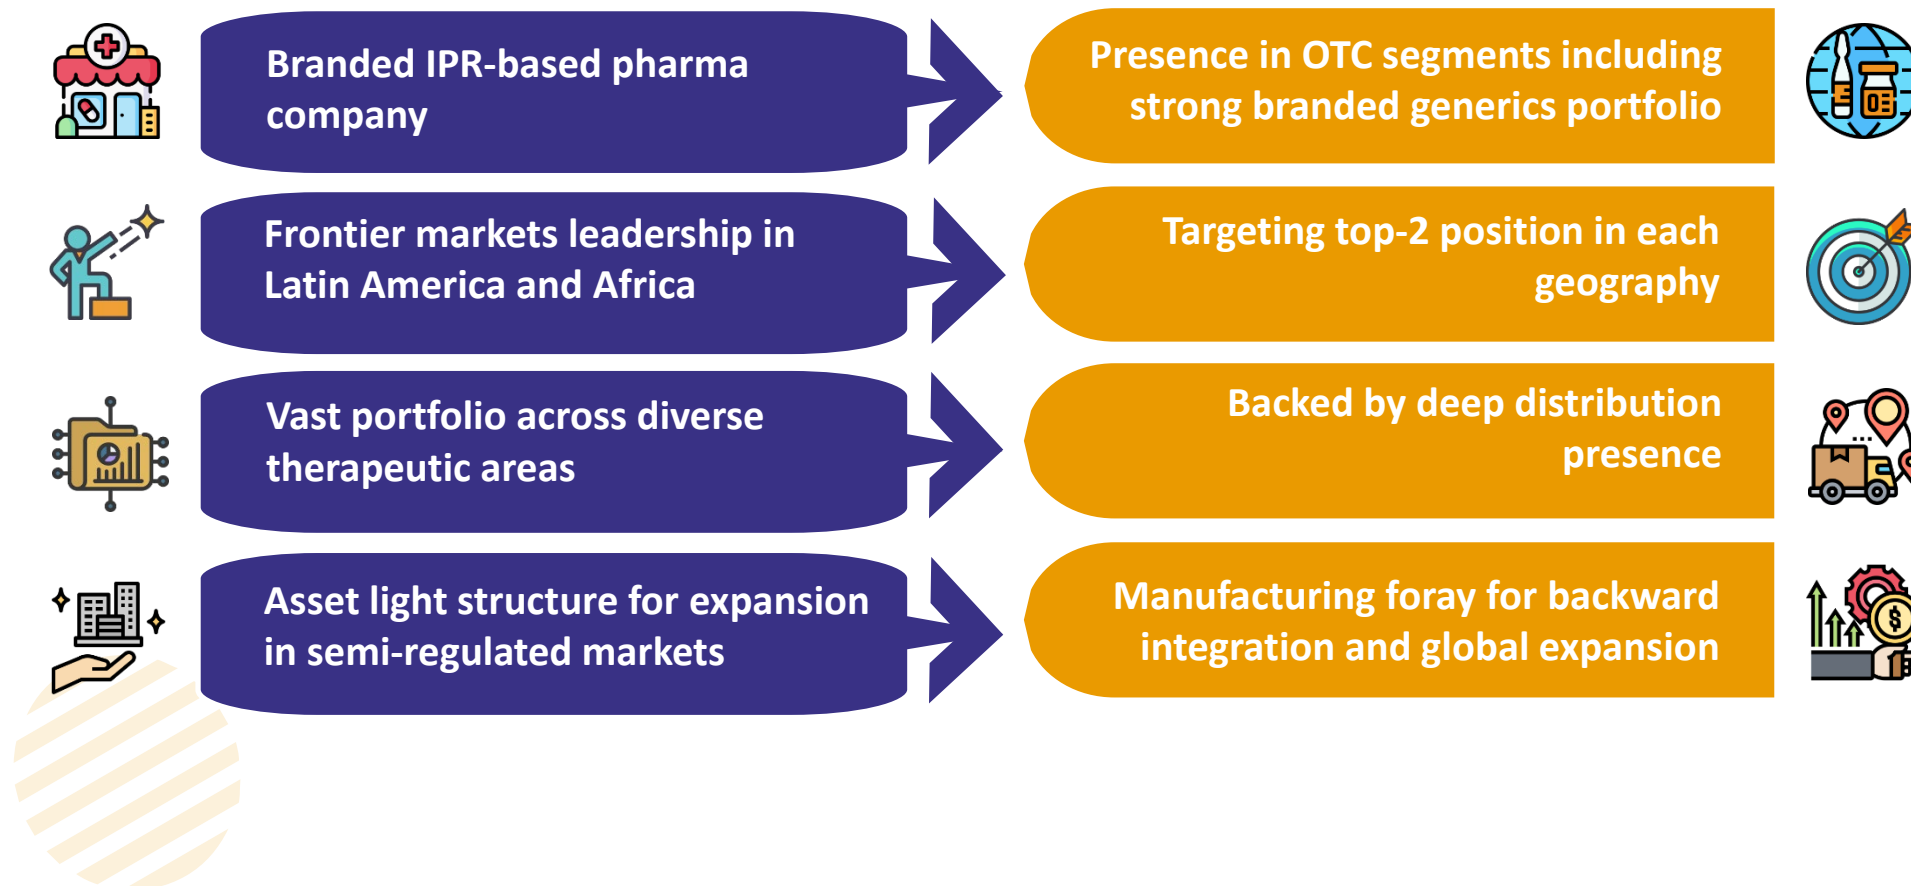 Branded IPR-based pharma
company
Presence in OTC segments including
strong branded generics portfolio
Frontier markets leadership in
Latin America and Africa
Targeting top-2 position in each
geography
Vast portfolio across diverse
therapeutic areas
Backed by deep distribution
presence
Asset light structure for expansion
in semi-regulated markets
Manufacturing foray for backward
integration and global expansion